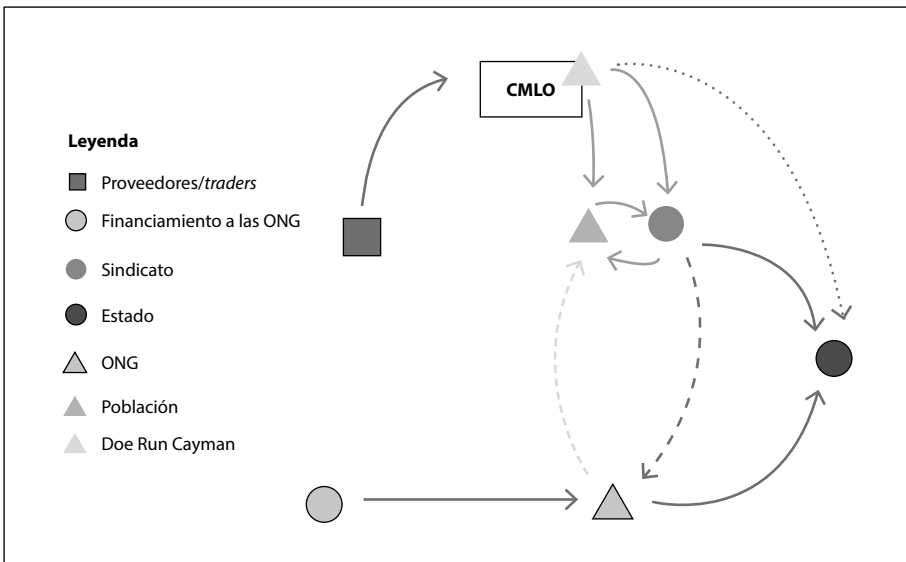 CMLO
Leyenda
Proveedores/traders
Financiamiento a las ONG
Sindicato
Estado
ONG
Población
Doe Run Cayman